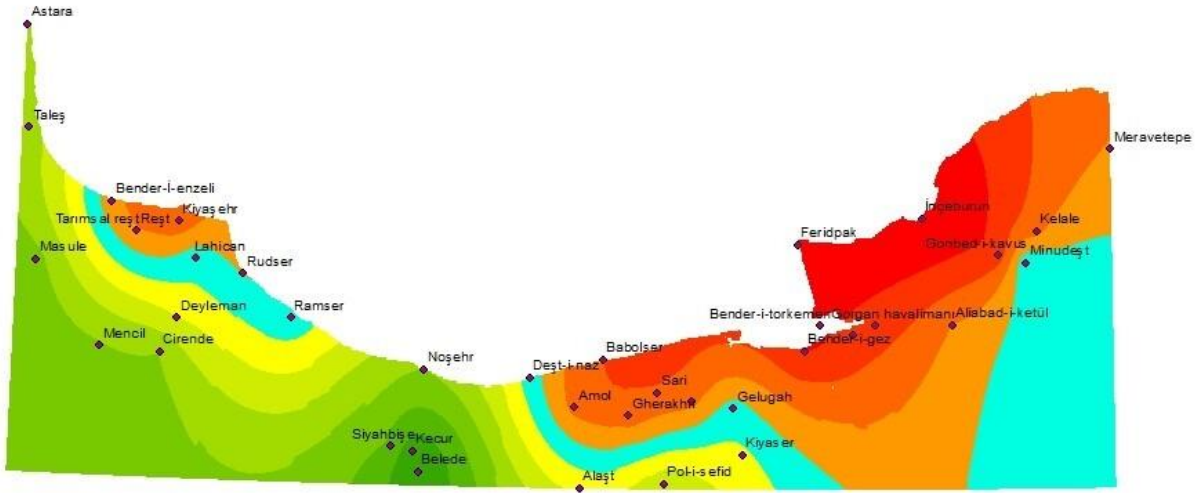 Astara
Taleş
Meravetepe
Bender-İ-enzeli
Kiyaşehr
Tarımsal reşt
Reşt
İnçeburun
Kelale
Feridpak
Masule
Lahican
Gonbed-i-kavus
Minudeşt
Rudser
Deyleman
Ramser
Bender-i-torkemen
Gorgan havalimanı
Aliabad-i-ketül
Mencil
Cirende
Noşehr
Babolser
Bender-i-gez
Deşt-i-naz
Amol
Sari
Gherakhil
Gelugah
Siyahbişe
Kecur
Kiyaser
Belede
Alaşt
Pol-i-sefid